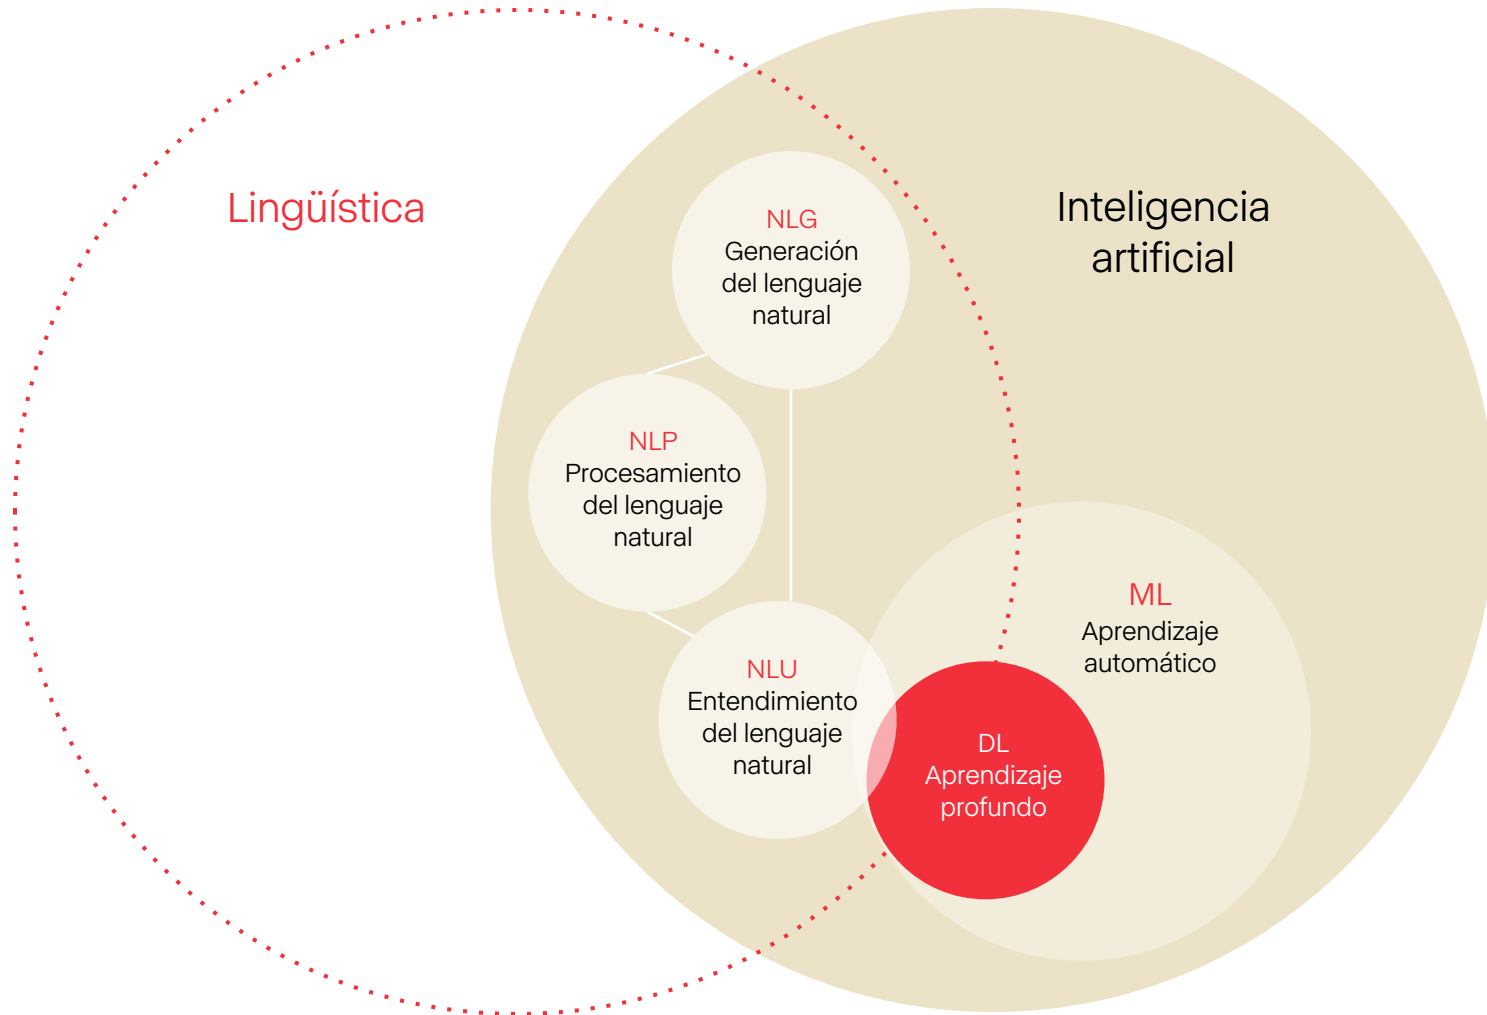 Lingüística
Inteligencia
artificial
NLG
Generación
del lenguaje
natural
NLP
Procesamiento
del lenguaje
natural
NLU
Entendimiento
del lenguaje
natural
ML
Aprendizaje
automático
DL
Aprendizaje
profundo